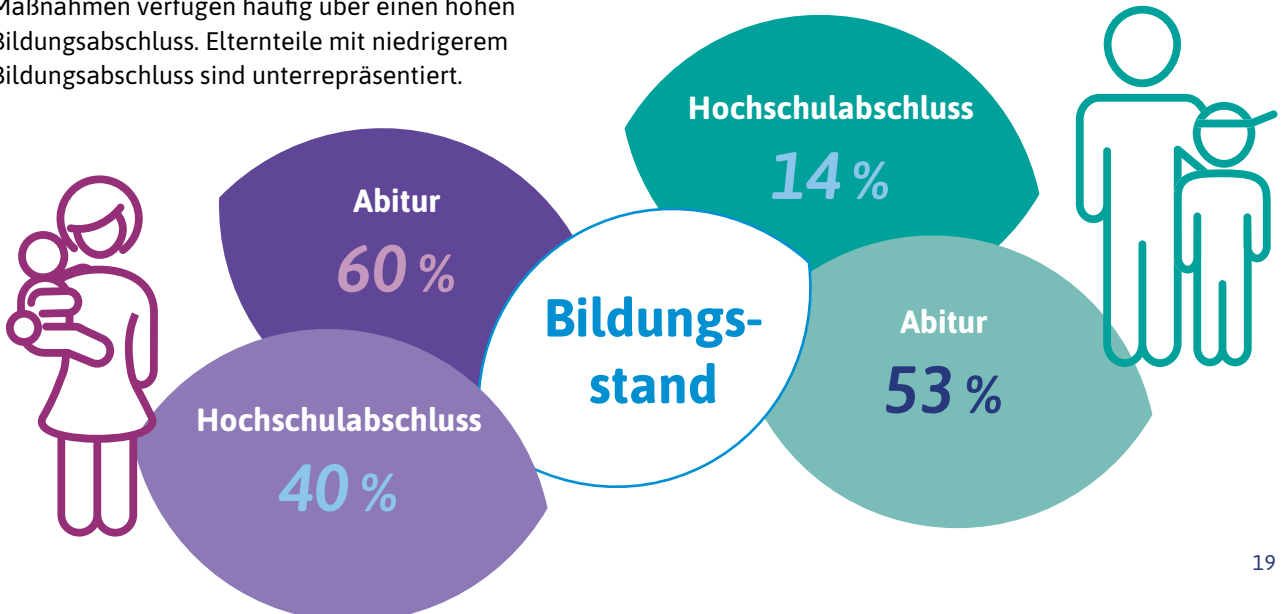 Maßnahmen verfügen häufig über einen hohen
Bildungsabschluss. Elternteile mit niedrigerem
Bildungsabschluss sind unterrepräsentiert.
Abitur
60 %
Hochschulabschluss
40 %
Bildungs-
stand
Hochschulabschluss
14 %
Abitur
53 %
19